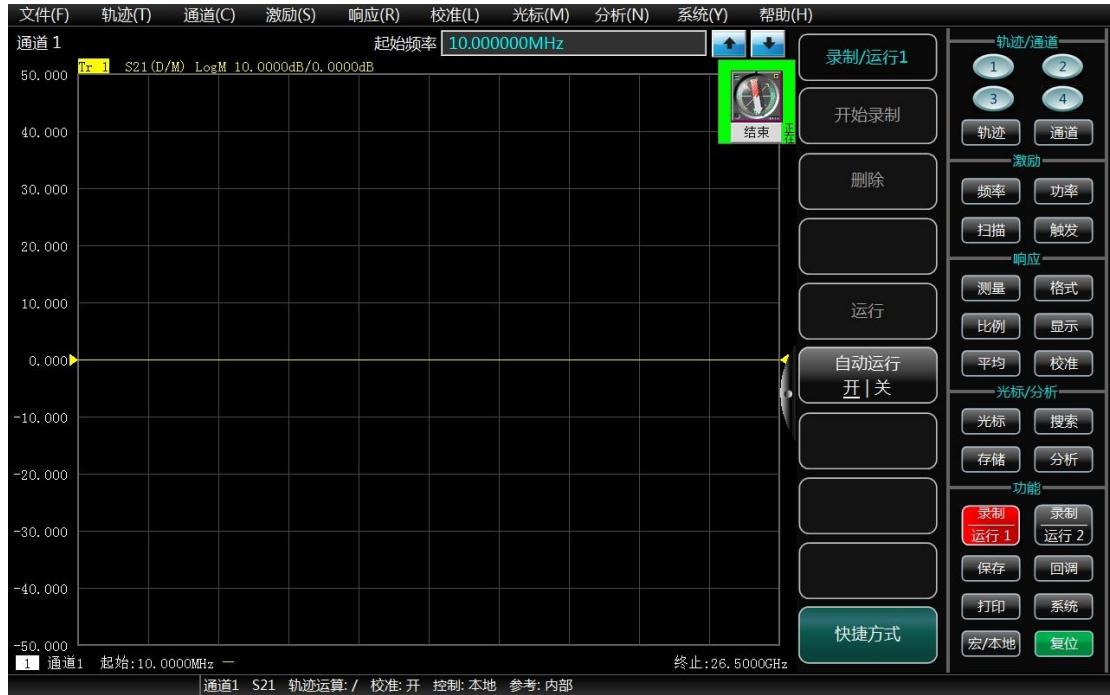 文件(F) 轨迹(T) 通道(C) 激励(S) 响应(R) 校准(L) 光标(M) 分析(N) 系统(Y) 帮助(H)
通道 1 起始频率 10.000000MHz
Tr 1 S21(D/M) LogM 10.0000dB/0.0000dB
50.000
40.000
30.000
20.000
10.000
0.000
-10.000
-20.000
-30.000
-40.000
-50.000
结束
正在
1 通道1 起始:10.0000MHz — 终止:26.5000GHz
通道1 S21 轨迹运算:/ 校准:开 控制:本地 参考:内部
录制/运行1
开始录制
删除
运行
自动运行
开|关
快捷方式
轨迹/通道
1 2
3 4
轨迹 通道
激励
频率 功率
扫描 触发
响应
测量 格式
比例 显示
平均 校准
光标/分析
光标 搜索
存储 分析
功能
录制 录制
运行 1 运行 2
保存 回调
打印 系统
宏/本地 复位